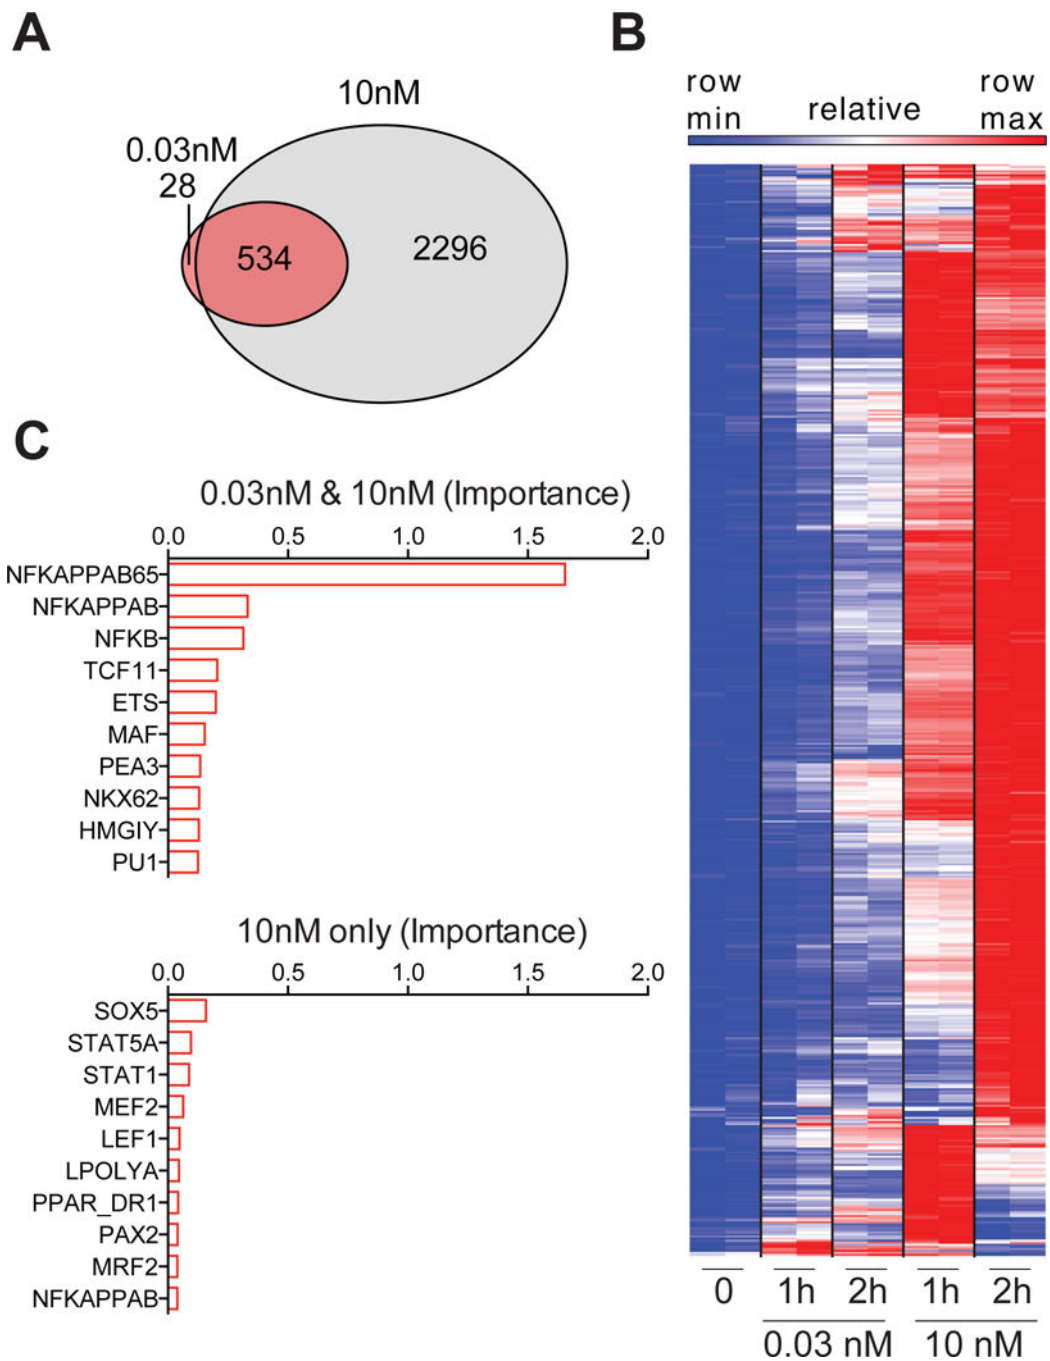 A
10nM
0.03nM
28
534
2296
B
row min
relative
row max
0
1h
2h
1h
2h
0.03 nM
10 nM
C
0.03nM & 10nM (Importance)
0.0 0.5 1.0 1.5 2.0
NFKAPPAB65
NFKAPPAB
NFKB
TCF11
ETS
MAF
PEA3
NKX62
HMGIY
PU1
10nM only (Importance)
0.0 0.5 1.0 1.5 2.0
SOX5
STAT5A
STAT1
MEF2
LEF1
LPOLYA
PPAR_DR1
PAX2
MRF2
NFKAPPAB